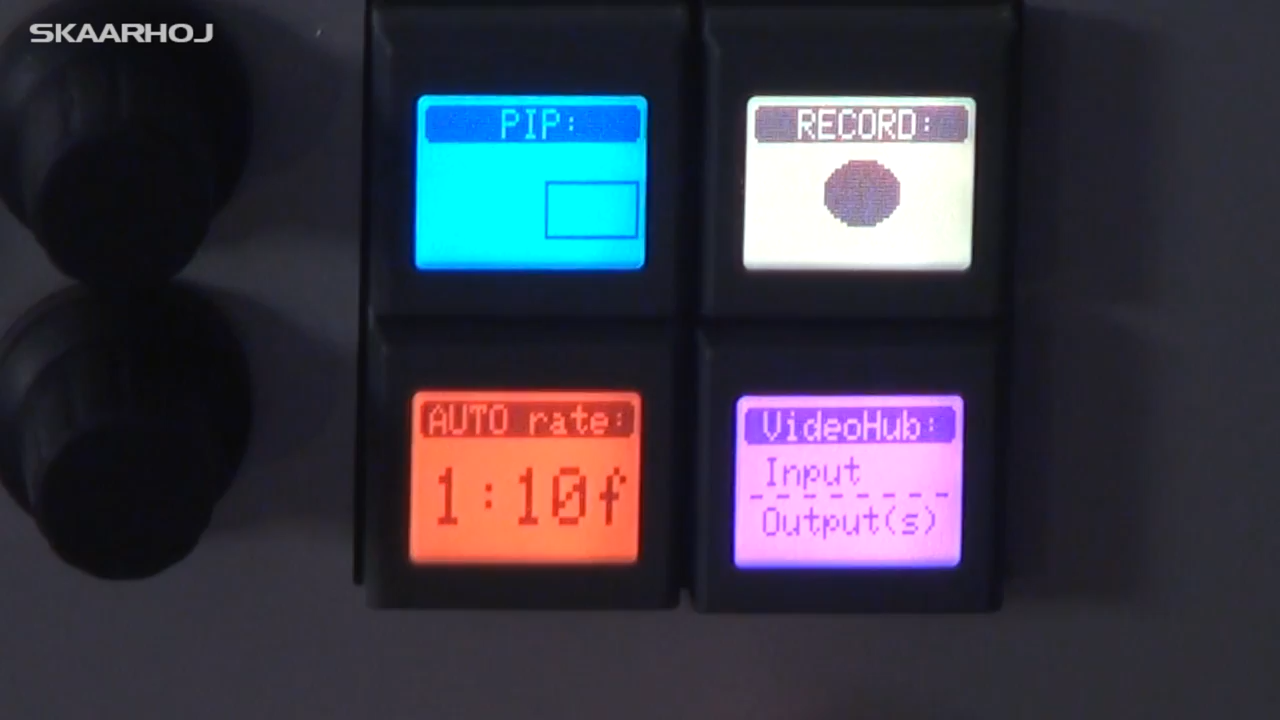 SKAARHOJ
PIP:
RECORD:
AUTO rate:
1:10f
VideoHub:
Input
Output(s)